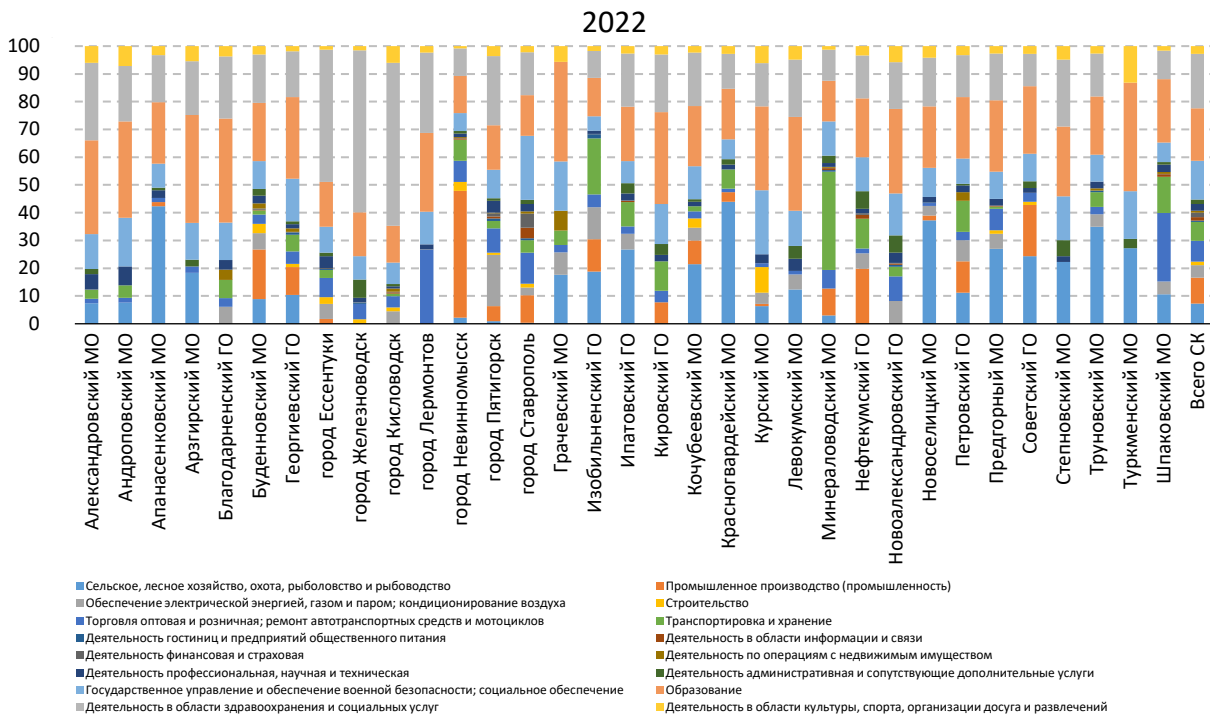 2022
100
90
80
70
60
50
40
30
20
10
0
Александровский МО
Андроповский МО
Апанасенковский МО
Арзгирский МО
Благодарненский ГО
Буденновский МО
Георгиевский ГО
город Ессентуки
город Железноводск
город Кисловодск
город Лермонтов
город Невинномысск
город Пятигорск
город Ставрополь
Грачевский МО
Изобильненский ГО
Ипатовский ГО
Кировский ГО
Кочубеевский МО
Красногвардейский МО
Курский МО
Левокумский МО
Минераловодский МО
Нефтекумский ГО
Новоалександровский ГО
Новоселицкий МО
Петровский ГО
Предгорный МО
Советский ГО
Степновский МО
Труновский МО
Туркменский МО
Шпаковский МО
Всего СК
Сельское, лесное хозяйство, охота, рыболовство и рыбоводство
Промышленное производство (промышленность)
Обеспечение электрической энергией, газом и паром; кондиционирование воздуха
Строительство
Торговля оптовая и розничная; ремонт автотранспортных средств и мотоциклов
Транспортировка и хранение
Деятельность гостиниц и предприятий общественного питания
Деятельность в области информации и связи
Деятельность финансовая и страховая
Деятельность по операциям с недвижимым имуществом
Деятельность профессиональная, научная и техническая
Деятельность административная и сопутствующие дополнительные услуги
Государственное управление и обеспечение военной безопасности; социальное обеспечение
Образование
Деятельность в области здравоохранения и социальных услуг
Деятельность в области культуры, спорта, организации досуга и развлечений